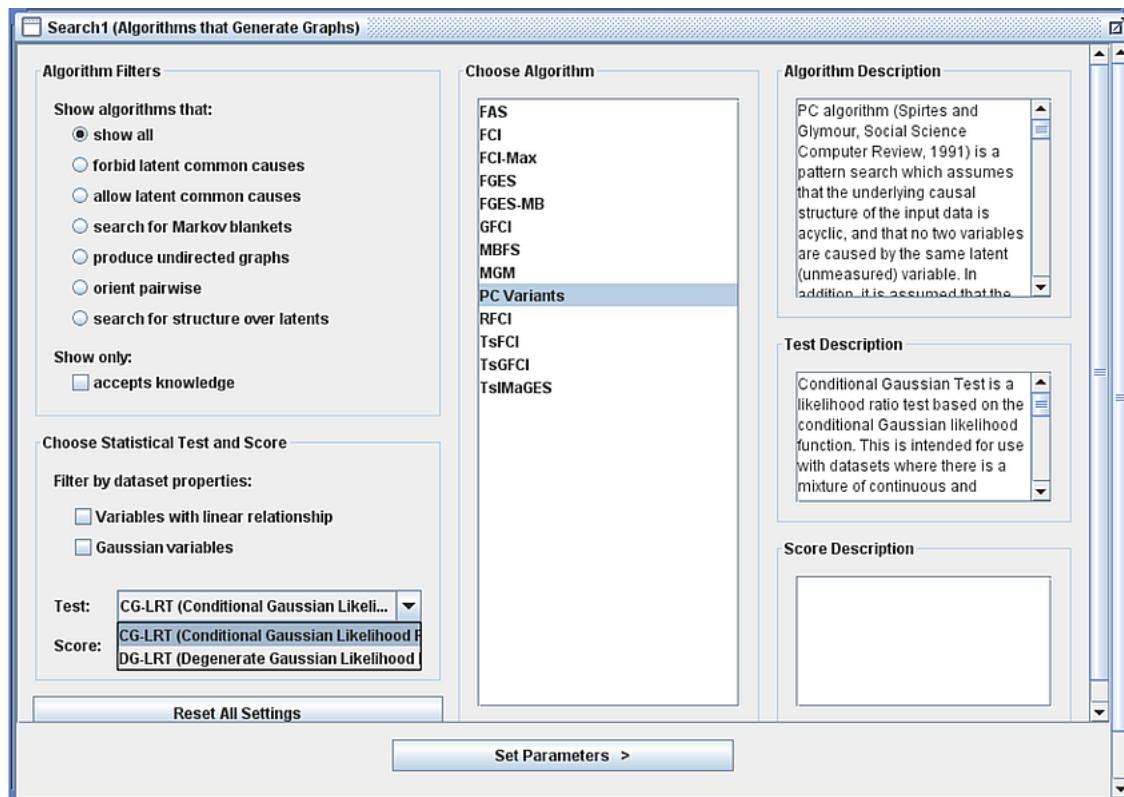 Search1 (Algorithms that Generate Graphs)
Algorithm Filters
Show algorithms that:
show all
forbid latent common causes
allow latent common causes
search for Markov blankets
produce undirected graphs
orient pairwise
search for structure over latents
Show only:
accepts knowledge
Choose Statistical Test and Score
Filter by dataset properties:
Variables with linear relationship
Gaussian variables
Test: CG-LRT (Conditional Gaussian Likeli...
CG-LRT (Conditional Gaussian Likelihood
Score:
DG-LRT (Degenerate Gaussian Likelihood
Reset All Settings
Choose Algorithm
FAS
FCI
FCI-Max
FGES
FGES-MB
GFCI
MBFS
MGM
PC Variants
RFCI
TsFCI
TsGFCI
TsIMaGES
Algorithm Description
PC algorithm (Spirtes and
Glymour, Social Science
Computer Review, 1991) is a
pattern search which assumes
that the underlying causal
structure of the input data is
acyclic, and that no two variables
are caused by the same latent
(unmeasured) variable. In
addition, it is assumed that the
Test Description
Conditional Gaussian Test is a
likelihood ratio test based on the
conditional Gaussian likelihood
function. This is intended for use
with datasets where there is a
mixture of continuous and
Score Description
Set Parameters >